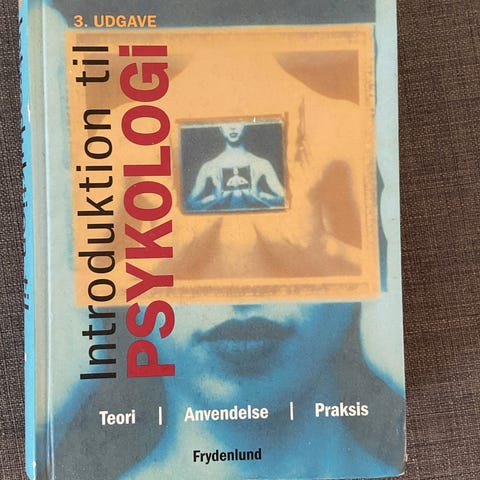 3. UDGAVE
Introduktion til
PSYKOLOGi
Teori | Anvendelse | Praksis
Frydenlund